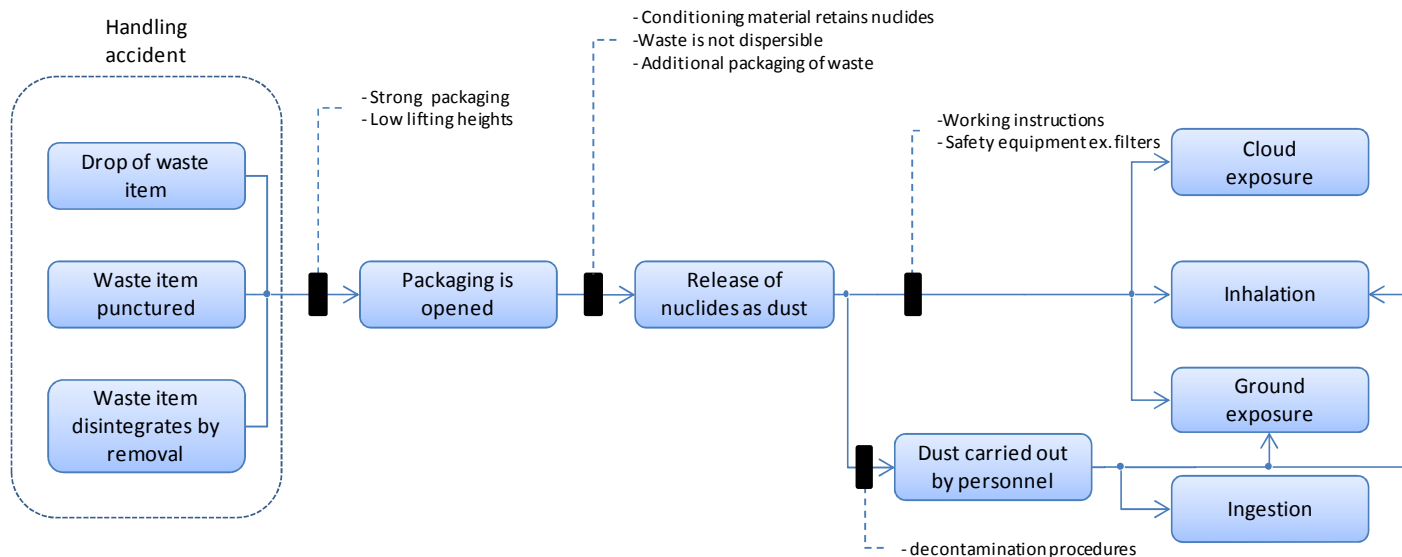 Handling
accident
- Conditioning material retains nuclides
-Waste is not dispersible
- Additional packaging of waste
- Strong packaging
- Low lifting heights
-Working instructions
- Safety equipment ex. filters
Drop of waste
item
Cloud
exposure
Waste item
punctured
Packaging is
opened
Release of
nuclides as dust
Inhalation
Waste item
disintegrates by
removal
Ground
exposure
Dust carried out
by personnel
Ingestion
- decontamination procedures